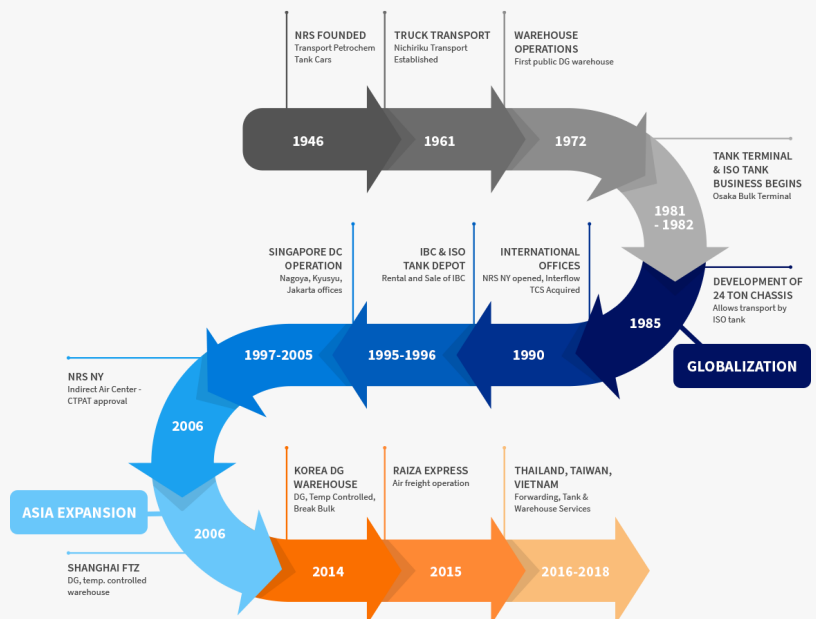 NRS FOUNDED
Transport Petrochem
Tank Cars
TRUCK TRANSPORT
Nichiriku Transport
Established
WAREHOUSE
OPERATIONS
First public DG warehouse
1946
1961
1972
TANK TERMINAL
& ISO TANK
BUSINESS BEGINS
Osaka Bulk Terminal
1981
- 1982
DEVELOPMENT OF
24 TON CHASSIS
Allows transport by
ISO tank
1985
GLOBALIZATION
INTERNATIONAL
OFFICES
NRS NY opened, Interflow
TCS Acquired
1990
IBC & ISO
TANK DEPOT
Rental and Sale of IBC
1995-1996
SINGAPORE DC
OPERATION
Nagoya, Kyusyu,
Jakarta offices
1997-2005
NRS NY
Indirect Air Center -
CTPAT approval
2006
ASIA EXPANSION
2006
SHANGHAI FTZ
DG, temp. controlled
warehouse
KOREA DG
WAREHOUSE
DG, Temp Controlled,
Break Bulk
2014
RAIZA EXPRESS
Air freight operation
2015
THAILAND, TAIWAN,
VIETNAM
Forwarding, Tank &
Warehouse Services
2016-2018